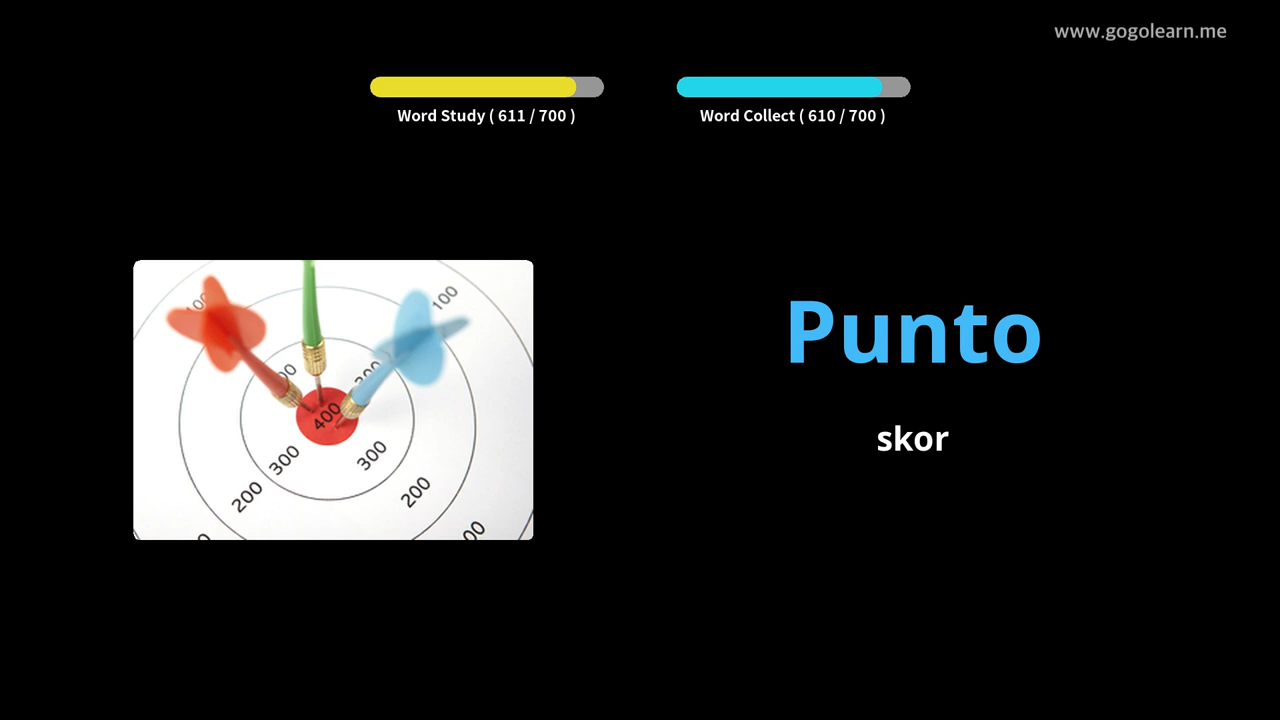 www.gogolearn.me
Word Study ( 611 / 700 )
Word Collect ( 610 / 700 )
Punto
skor
100
100
400
300
300
200
200